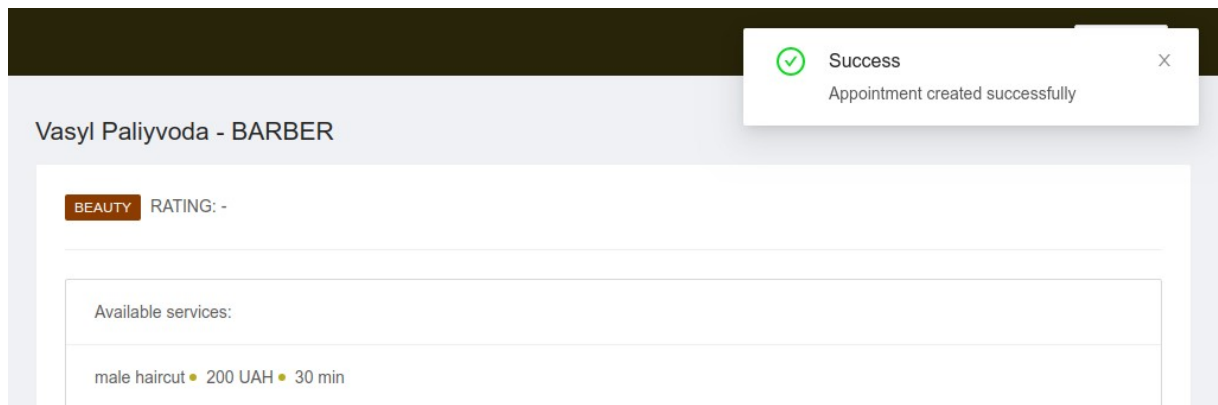 Success
Appointment created successfully
Vasyl Paliyvoda - BARBER
BEAUTY RATING: -
Available services:
male haircut • 200 UAH • 30 min